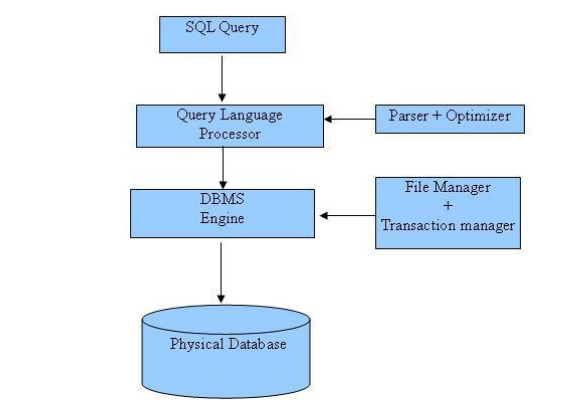 SQL Query
Query Language
Processor
Parser + Optimizer
DBMS
Engine
File Manager
+
Transaction manager
Physical Database